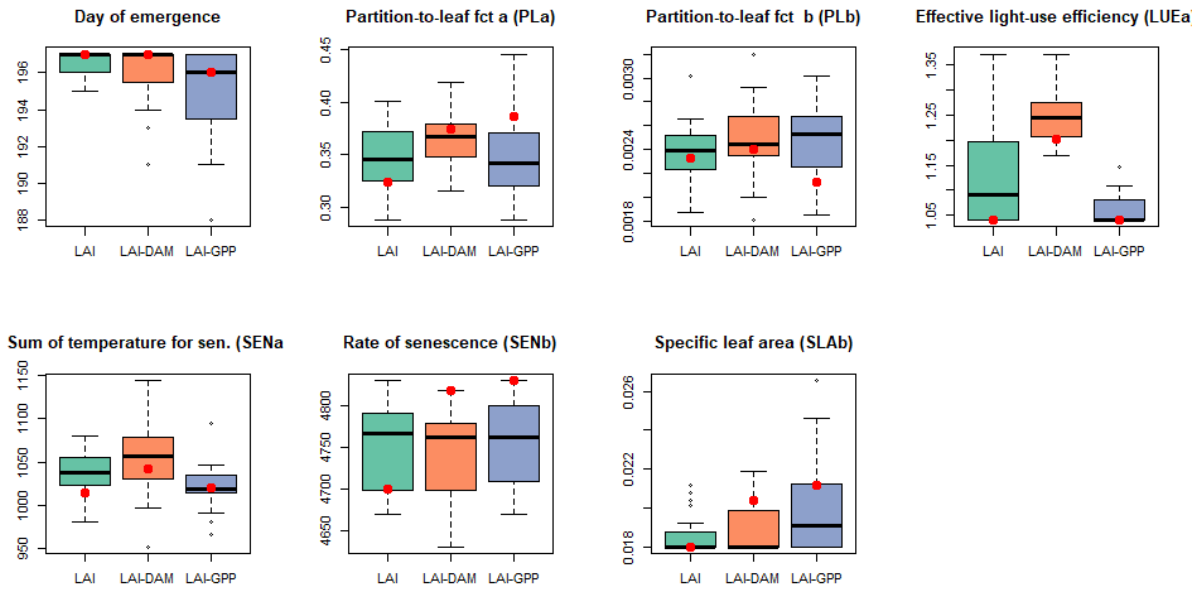 Day of emergence
Partition-to-leaf fct a (PLa)
Partition-to-leaf fct b (PLb)
Effective light-use efficiency (LUEa)
196
194
192
190
188
LAI
LAI-DAM
LAI-GPP
0.45
0.40
0.35
0.30
LAI
LAI-DAM
LAI-GPP
0.0030
0.0024
0.0018
LAI
LAI-DAM
LAI-GPP
1.35
1.25
1.15
1.05
LAI
LAI-DAM
LAI-GPP
Sum of temperature for sen. (SENa
Rate of senescence (SENb)
Specific leaf area (SLAb)
1150
1100
1050
1000
950
LAI
LAI-DAM
LAI-GPP
4800
4750
4700
4650
LAI
LAI-DAM
LAI-GPP
0.026
0.022
0.018
LAI
LAI-DAM
LAI-GPP